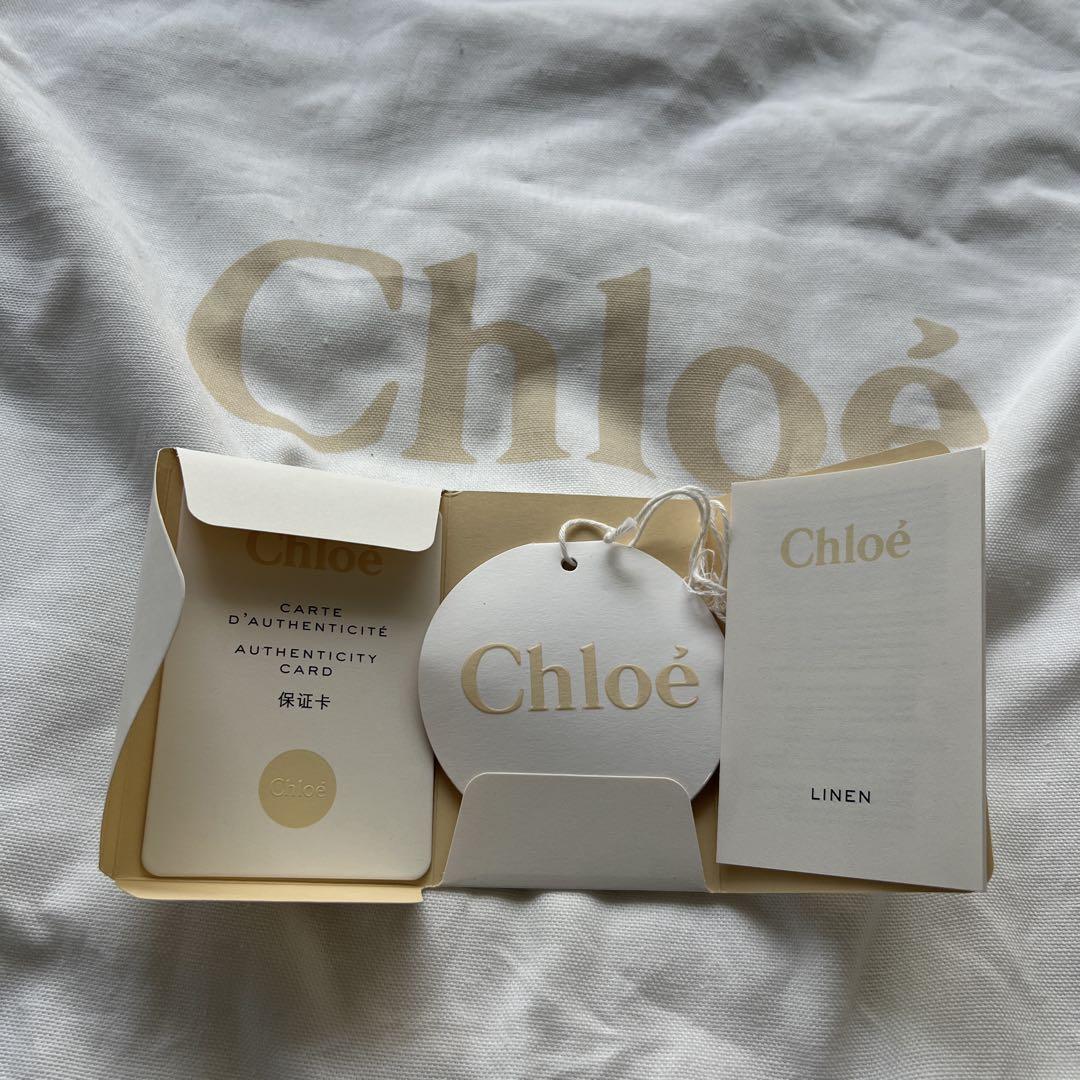 Chloé
Chloé
CARTE
D'AUTHENTICITÉ
AUTHENTICITY
CARD
保证卡
Chloé
Chloé
Chloé
LINEN